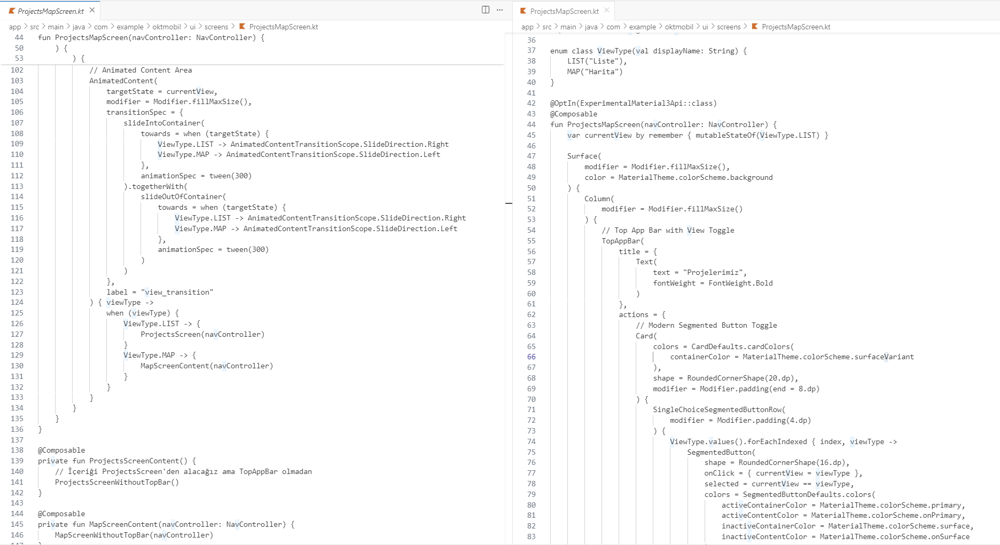 ProjectsMapScreen.kt
app > src > main > java > com > example > oktmobil > ui > screens > ProjectsMapScreen.kt
44 fun ProjectsMapScreen(navController: NavController) {
50     ) {
53         ) {
102             // Animated Content Area
103             AnimatedContent(
104                 targetState = currentView,
105                 modifier = Modifier.fillMaxSize(),
106                 transitionSpec = {
107                     slideIntoContainer(
108                         towards = when (targetState) {
109                             ViewType.LIST -> AnimatedContentTransitionScope.SlideDirection.Right
110                             ViewType.MAP -> AnimatedContentTransitionScope.SlideDirection.Left
111                         },
112                         animationSpec = tween(300)
113                     ).togetherWith(
114                         slideOutOfContainer(
115                             towards = when (targetState) {
116                                 ViewType.LIST -> AnimatedContentTransitionScope.SlideDirection.Right
117                                 ViewType.MAP -> AnimatedContentTransitionScope.SlideDirection.Left
118                             },
119                             animationSpec = tween(300)
120                         )
121                     )
122                 },
123                 label = "view_transition"
124             ) { viewType ->
125                 when (viewType) {
126                     ViewType.LIST -> {
127                         ProjectsScreen(navController)
128                     }
129                     ViewType.MAP -> {
130                         MapScreenContent(navController)
131                     }
132                 }
133             }
134         }
135     }
136 }
137
138 @Composable
139 private fun ProjectsScreenContent() {
140     // İçeriği ProjectsScreen'den alacağız ama TopAppBar olmadan
141     ProjectsScreenWithoutTopBar()
142 }
143
144 @Composable
145 private fun MapScreenContent(navController: NavController) {
146     MapScreenWithoutTopBar(navController)
ProjectsMapScreen.kt
app > src > main > java > com > example > oktmobil > ui > screens > ProjectsMapScreen.kt
36
37 enum class ViewType(val displayName: String) {
38     LIST("Liste"),
39     MAP("Harita")
40 }
41
42 @OptIn(ExperimentalMaterial3Api::class)
43 @Composable
44 fun ProjectsMapScreen(navController: NavController) {
45     var currentView by remember { mutableStateOf(ViewType.LIST) }
46
47     Surface(
48         modifier = Modifier.fillMaxSize(),
49         color = MaterialTheme.colorScheme.background
50     ) {
51         Column(
52             modifier = Modifier.fillMaxSize()
53         ) {
54             // Top App Bar with View Toggle
55             TopAppBar(
56                 title = {
57                     Text(
58                         text = "Projelerimiz",
59                         fontWeight = FontWeight.Bold
60                     )
61                 },
62                 actions = {
63                     // Modern Segmented Button Toggle
64                     Card(
65                         colors = CardDefaults.cardColors(
66                             containerColor = MaterialTheme.colorScheme.surfaceVariant
67                         ),
68                         shape = RoundedCornerShape(20.dp),
69                         modifier = Modifier.padding(end = 8.dp)
70                     ) {
71                         SingleChoiceSegmentedButtonRow(
72                             modifier = Modifier.padding(4.dp)
73                         ) {
74                             ViewType.values().forEachIndexed { index, viewType ->
75                                 SegmentedButton(
76                                     shape = RoundedCornerShape(16.dp),
77                                     onClick = { currentView = viewType },
78                                     selected = currentView == viewType,
79                                     colors = SegmentedButtonDefaults.colors(
80                                         activeContainerColor = MaterialTheme.colorScheme.primary,
81                                         activeContentColor = MaterialTheme.colorScheme.onPrimary,
82                                         inactiveContainerColor = MaterialTheme.colorScheme.surface,
83                                         inactiveContentColor = MaterialTheme.colorScheme.onSurface